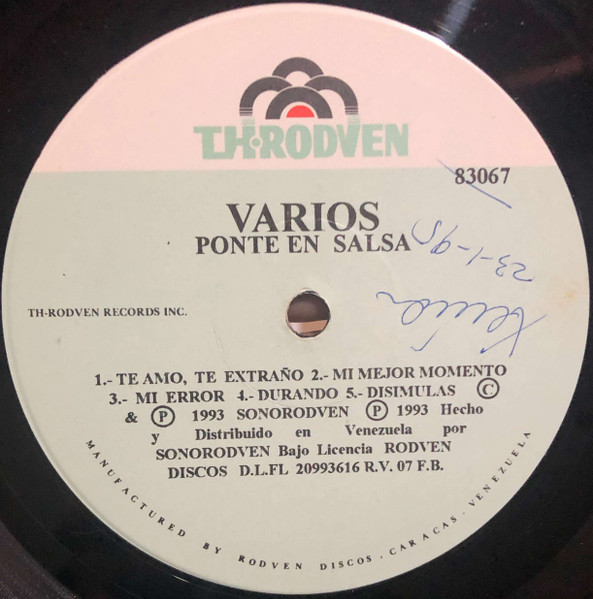 TH·RODVEN
83067
VARIOS
PONTE EN SALSA
23-1-95
TH-RODVEN RECORDS INC.
1.- TE AMO, TE EXTRAÑO 2.- MI MEJOR MOMENTO
3.- MI ERROR 4.- DURANDO 5.- DISIMULAS ©
& ℗ 1993 SONORODVEN ℗ 1993 Hecho
y Distribuido en Venezuela por
SONORODVEN Bajo Licencia RODVEN
DISCOS D.L.FL 20993616 R.V. 07 F.B.
MANUFACTURED BY RODVEN DISCOS · CARACAS · VENEZUELA